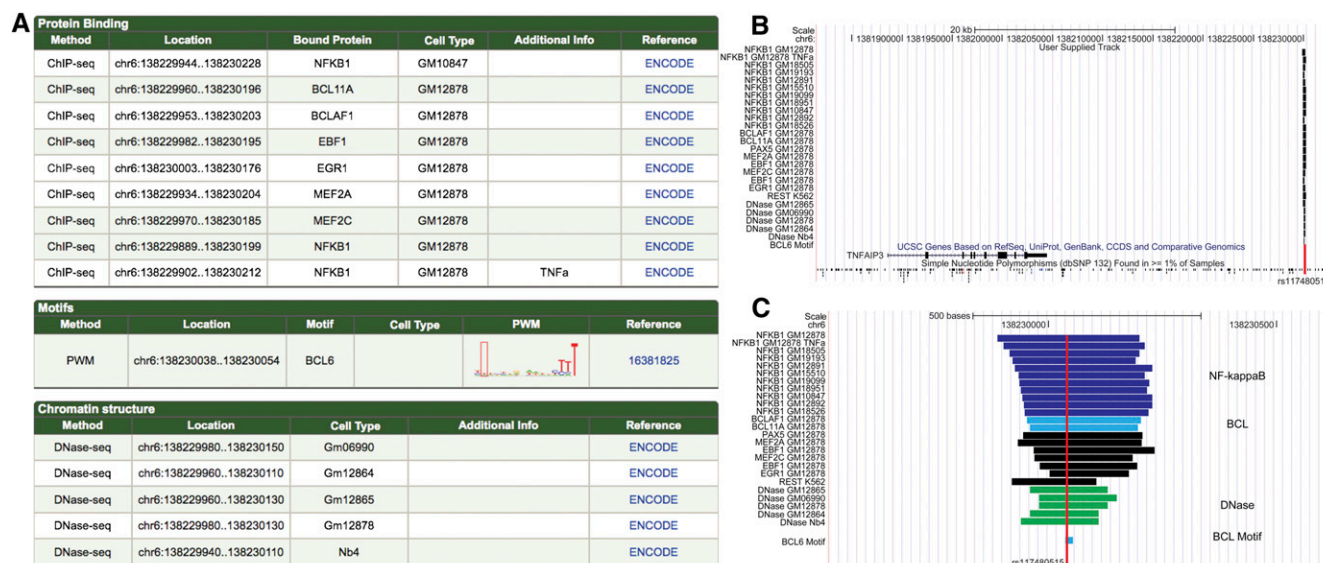 A
Protein Binding
Method Location Bound Protein Cell Type Additional Info Reference
ChIP-seq chr6:138229944..138230228 NFKB1 GM10847 ENCODE
ChIP-seq chr6:138229960..138230196 BCL11A GM12878 ENCODE
ChIP-seq chr6:138229953..138230203 BCLAF1 GM12878 ENCODE
ChIP-seq chr6:138229982..138230195 EBF1 GM12878 ENCODE
ChIP-seq chr6:138230003..138230176 EGR1 GM12878 ENCODE
ChIP-seq chr6:138229934..138230204 MEF2A GM12878 ENCODE
ChIP-seq chr6:138229970..138230185 MEF2C GM12878 ENCODE
ChIP-seq chr6:138229889..138230199 NFKB1 GM12878 ENCODE
ChIP-seq chr6:138229902..138230212 NFKB1 GM12878 TNFa ENCODE
Motifs
Method Location Motif Cell Type PWM Reference
PWM chr6:138230038..138230054 BCL6 16381825
Chromatin structure
Method Location Cell Type Additional Info Reference
DNase-seq chr6:138229980..138230150 Gm06990 ENCODE
DNase-seq chr6:138229960..138230110 Gm12864 ENCODE
DNase-seq chr6:138229960..138230130 Gm12865 ENCODE
DNase-seq chr6:138229980..138230130 Gm12878 ENCODE
DNase-seq chr6:138229940..138230110 Nb4 ENCODE
B
Scale 20 kb
chr6: 138190000I 138195000I 138200000I 138205000I 138210000I 138215000I 138220000I 138225000I 138230000I
User Supplied Track
NFKB1 GM12878
NFKB1 GM12878 TNFa
NFKB1 GM18505
NFKB1 GM19193
NFKB1 GM12891
NFKB1 GM15510
NFKB1 GM19099
NFKB1 GM18951
NFKB1 GM10847
NFKB1 GM12892
NFKB1 GM18526
BCLAF1 GM12878
BCL11A GM12878
PAX5 GM12878
MEF2A GM12878
EBF1 GM12878
MEF2C GM12878
EBF1 GM12878
EGR1 GM12878
REST K562
DNase GM12865
DNase GM06990
DNase GM12878
DNase GM12864
DNase Nb4
BCL6 Motif
UCSC Genes Based on RefSeq, UniProt, GenBank, CCDS and Comparative Genomics
TNFAIP3
Simple Nucleotide Polymorphisms (dbSNP 132) Found in >= 1% of Samples
rs11748051
C
Scale 500 bases
chr6 138230000I 138230500I
NFKB1 GM12878
NFKB1 GM12878 TNFa
NFKB1 GM18505
NFKB1 GM19193
NFKB1 GM12891
NFKB1 GM15510
NFKB1 GM19099
NFKB1 GM18951
NFKB1 GM10847
NFKB1 GM12892
NFKB1 GM18526
NF-kappaB
BCLAF1 GM12878
BCL11A GM12878
BCL
PAX5 GM12878
MEF2A GM12878
EBF1 GM12878
MEF2C GM12878
EBF1 GM12878
EGR1 GM12878
REST K562
DNase GM12865
DNase GM06990
DNase GM12878
DNase GM12864
DNase Nb4
DNase
BCL6 Motif
BCL Motif
rs117480515